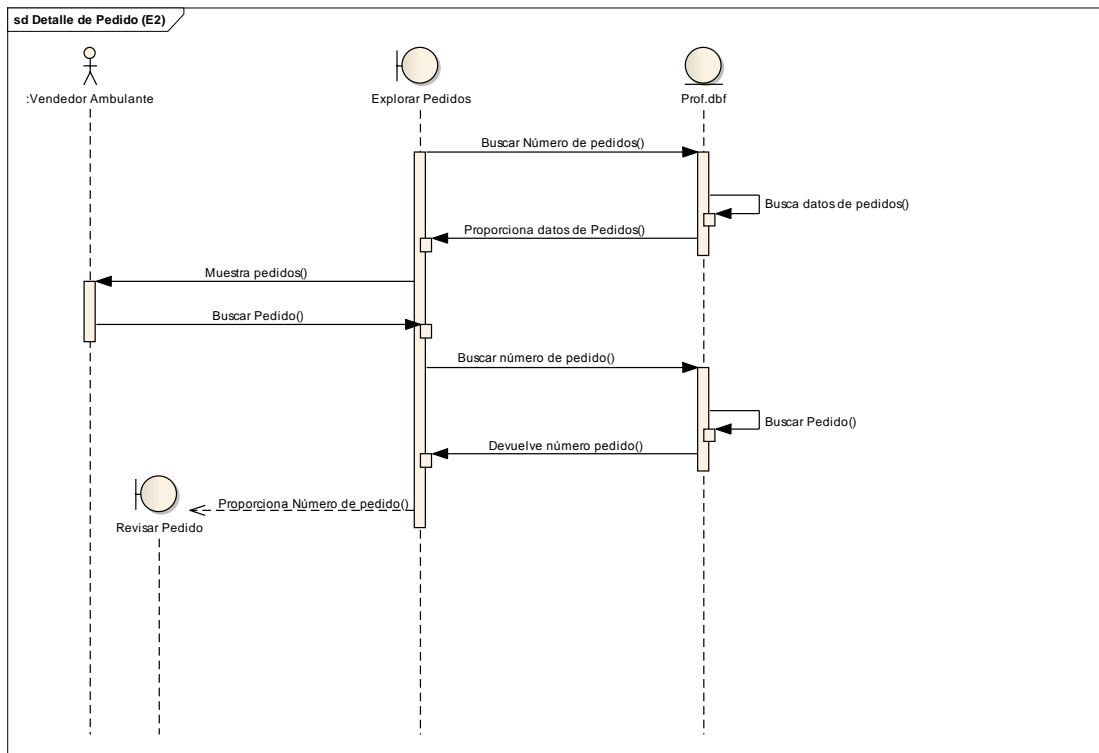 sd Detalle de Pedido (E2)
:Vendedor Ambulante
Explorar Pedidos
Prof.dbf
Buscar Número de pedidos()
Busca datos de pedidos()
Proporciona datos de Pedidos()
Muestra pedidos()
Buscar Pedido()
Buscar número de pedido()
Buscar Pedido()
Devuelve número pedido()
Proporciona Número de pedido()
Revisar Pedido